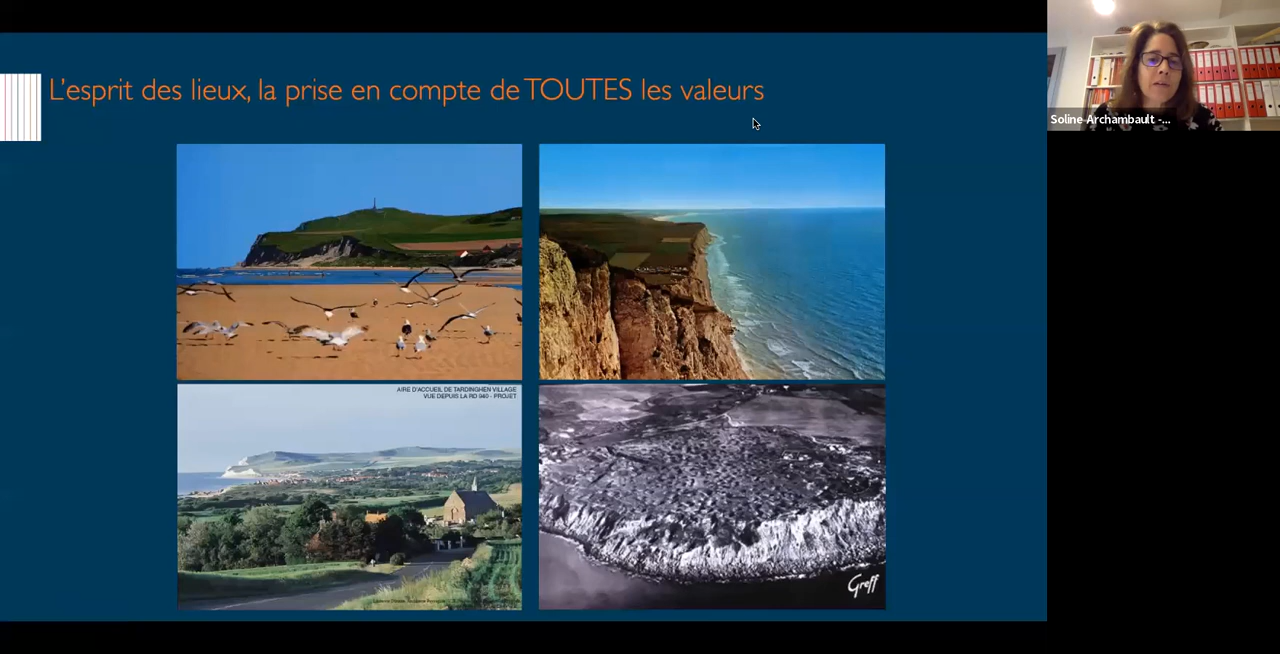 L'esprit des lieux, la prise en compte de TOUTES les valeurs
Soline Archambault -...
AIRE D'ACCUEIL DE TARDINGHEN VILLAGE
VUE DEPUIS LA RD 940 - PROJET
Greff